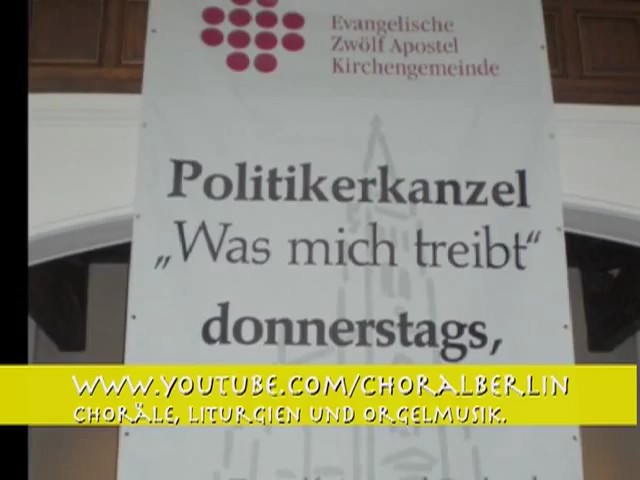 Evangelische
Zwölf Apostel
Kirchengemeinde
Politikerkanzel
„Was mich treibt“
donnerstags,
WWW.YOUTUBE.COM/CHORALBERLIN
CHORÄLE, LITURGIEN UND ORGELMUSIK.